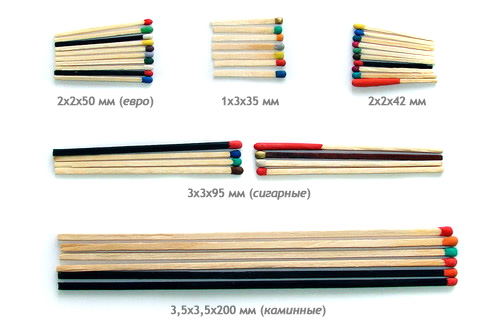 2x2x50 мм (евро)
1x3x35 мм
2x2x42 мм
3x3x95 мм (сигарные)
3,5x3,5x200 мм (каминные)